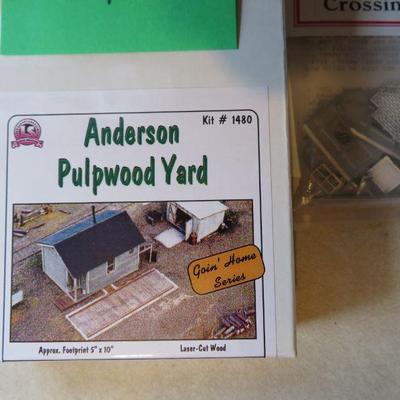 Crossin
Kit # 1480
Anderson
Pulpwood Yard
Goin' Home
Series
Approx. Footprint 5" x 10"
Laser-Cut Wood